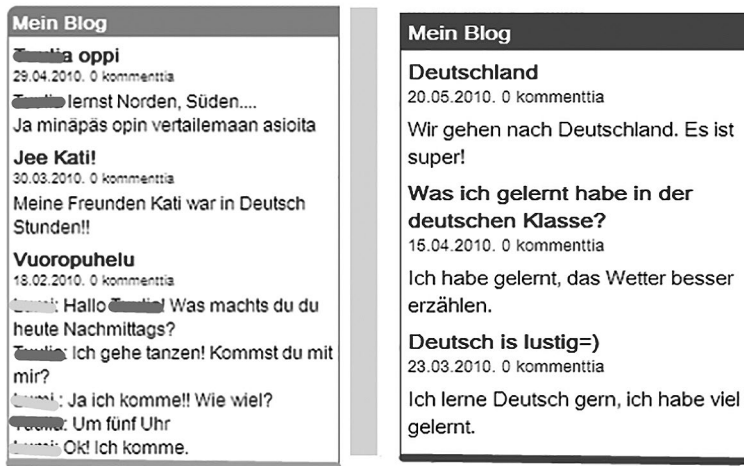 Mein Blog
oppi
29.04.2010. 0 kommenttia
lernst Norden, Süden....
Ja minäpäs opin vertailemaan asioita
Jee Kati!
30.03.2010. 0 kommenttia
Meine Freunden Kati war in Deutsch
Stunden!!
Vuoropuhelu
18.02.2010. 0 kommenttia
: Hallo ! Was machts du du
heute Nachmittags?
: Ich gehe tanzen! Kommst du mit
mir?
: Ja ich komme!! Wie wiel?
: Um fünf Uhr
: Ok! Ich komme.
Mein Blog
Deutschland
20.05.2010. 0 kommenttia
Wir gehen nach Deutschland. Es ist
super!
Was ich gelernt habe in der
deutschen Klasse?
15.04.2010. 0 kommenttia
Ich habe gelernt, das Wetter besser
erzählen.
Deutsch is lustig=)
23.03.2010. 0 kommenttia
Ich lerne Deutsch gern, ich habe viel
gelernt.